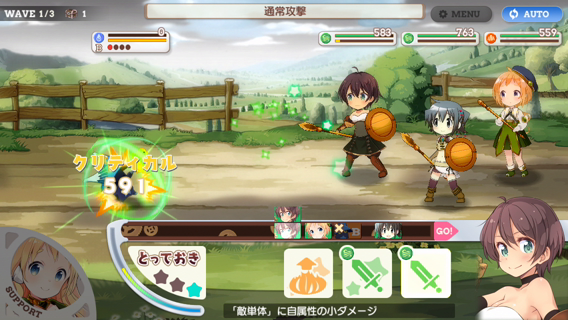 WAVE 1/3
1
通常攻撃
MENU
AUTO
0
583
763
559
13
クリティカル
591
B
GO!
とっておき
SUPPORT
「敵単体」に自属性の小ダメージ